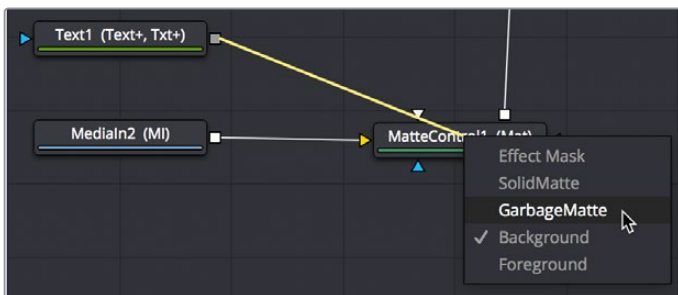 Text1 (Text+, Txt+)
MediaIn2 (MI)
MatteControl1 (Mat)
Effect Mask
SolidMatte
GarbageMatte
✓ Background
Foreground